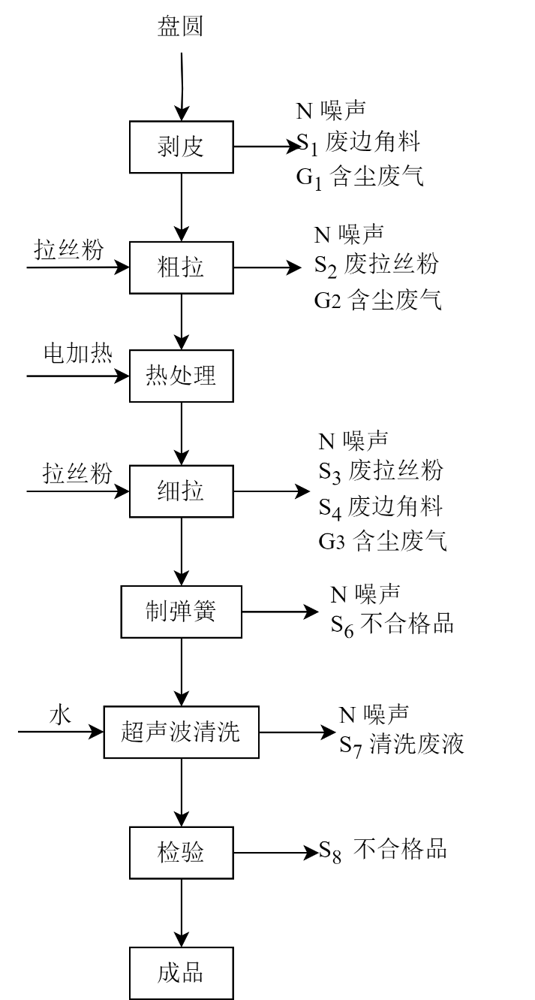 盘圆
N 噪声
剥皮
S1 废边角料
G1 含尘废气
N 噪声
拉丝粉
粗拉
S2 废拉丝粉
G2 含尘废气
电加热
热处理
N 噪声
拉丝粉
S3 废拉丝粉
细拉
S4 废边角料
G3 含尘废气
N 噪声
制弹簧
S6 不合格品
水
N 噪声
超声波清洗
S7 清洗废液
检验
S8 不合格品
成品